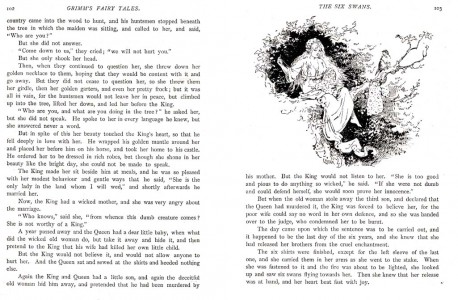 102 GRIMM'S FAIRY TALES.
country came into the wood to hunt, and his huntsmen stopped beneath
the tree in which the maiden was sitting, and called to her, and said,
"Who are you?"
But she did not answer.
"Come down to us," they cried; "we will not hurt you."
But she only shook her head.
Then, when they continued to question her, she threw down her
golden necklace to them, hoping that they would be content with it and
go away. But they did not cease to question her, so she threw them
her girdle, then her golden garters, and even her pretty frock; but it was
all in vain, for the huntsmen would not leave her in peace, but climbed
up into the tree, lifted her down, and led her before the King.
"Who are you, and what are you doing in the tree?" he asked her,
but she did not speak. He spoke to her in every language he knew, but
she answered never a word.
But in spite of this her beauty touched the King's heart, so that he
fell deeply in love with her. He wrapped his golden mantle around her
and placed her before him on his horse, and took her home to his castle.
He ordered her to be dressed in rich robes, but though she shone in her
beauty like the bright day, she could not be made to speak.
The King made her sit beside him at meals, and he was so pleased
with her modest behaviour and gentle ways that he said, "She is the
only lady in the land whom I will wed," and shortly afterwards he
married her.
Now, the King had a wicked mother, and she was very angry about
the marriage.
"Who knows," said she, "from whence this dumb creature comes?
She is not worthy of a King."
A year passed away and the Queen had a dear little baby, when what
did the wicked old woman do, but take it away and hide it, and then
pretend to the King that his wife had killed her own little child.
But the King would not believe it, and would not allow anyone to
hurt her. And the Queen sat and sewed at the shirts and heeded nothing
else.
Again the King and Queen had a little son, and again the deceitful
old woman hid him away, and pretended he had been murdered by
THE SIX SWANS. 103
his mother. But the King would not listen to her. "She is too good
and pious to do anything so wicked," he said. "If she were not dumb
and could defend herself, she would soon prove her innocence."
But when the old woman stole away the third son, and declared that
the Queen had murdered it, the King was forced to believe her, for the
poor wife could say no word in her own defence, and so she was handed
over to the judge, who condemned her to be burnt.
The day came upon which the sentence was to be carried out, and
it happened to be the last day of the six years, and she knew that she
had released her brothers from the cruel enchantment.
The six shirts were finished, except for the left sleeve of the last
one, and she carried them in her arms as she went to the stake. When
she was fastened to it and the fire was about to be lighted, she looked
up and saw six swans flying towards her. Then she knew that her release
was at hand, and her heart beat fast with joy.